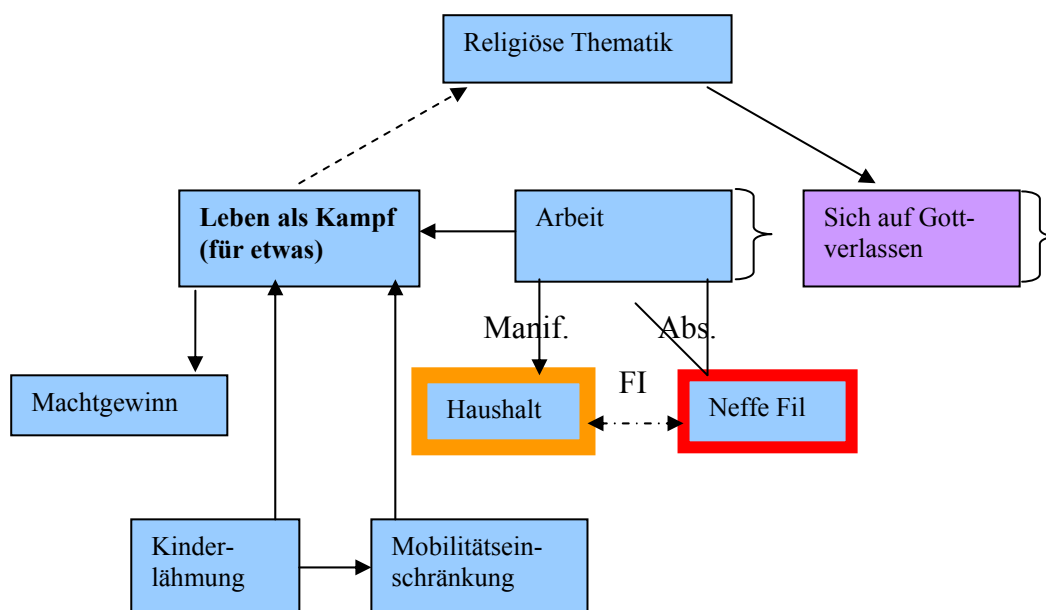 Religiöse Thematik
Leben als Kampf
(für etwas)
Arbeit
Sich auf Gott-
verlassen
Manif.
Abs.
FI
Machtgewinn
Haushalt
Neffe Fil
Kinder-
lähmung
Mobilitätsein-
schränkung